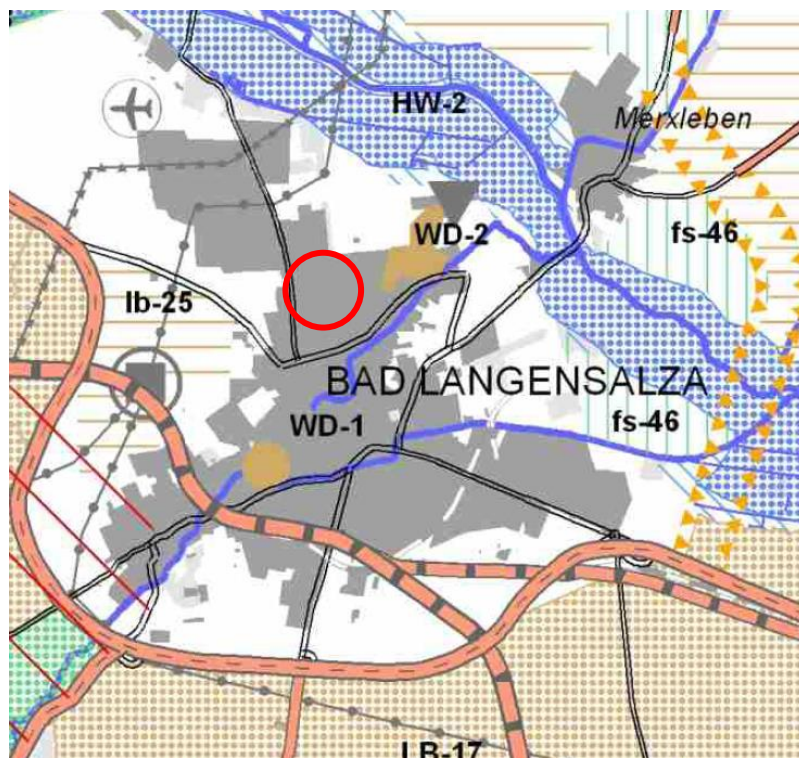 HW-2
Merxleben
WD-2
fs-46
lb-25
BAD LANGENSALZA
WD-1
fs-46
LB-17